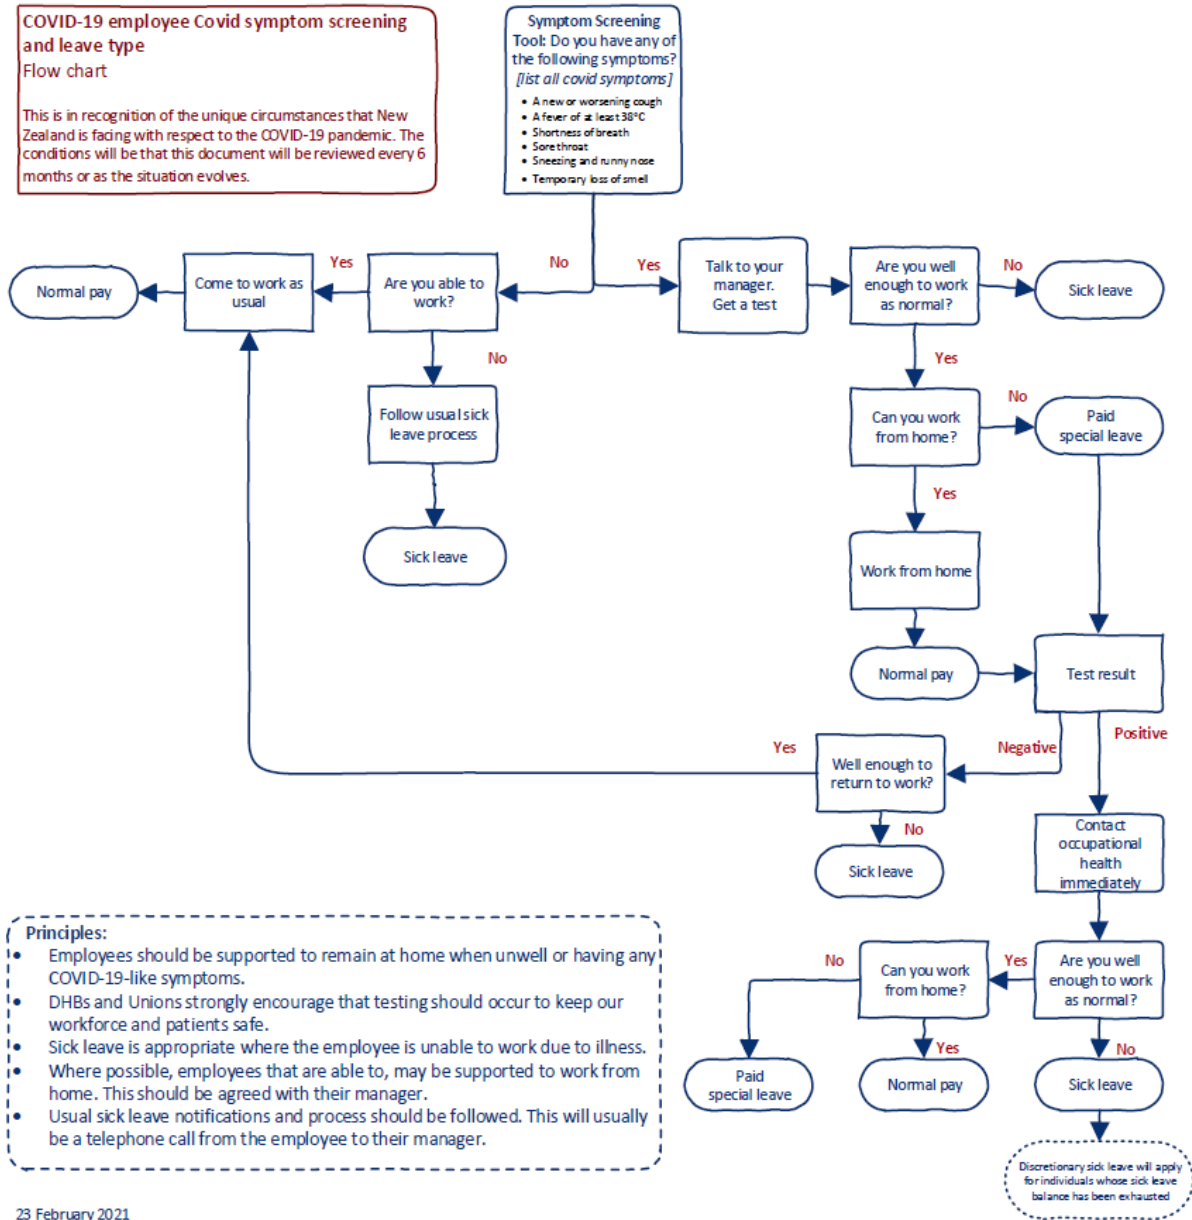 COVID-19 employee Covid symptom screening
and leave type
Flow chart
This is in recognition of the unique circumstances that New
Zealand is facing with respect to the COVID-19 pandemic. The
conditions will be that this document will be reviewed every 6
months or as the situation evolves.
Symptom Screening
Tool: Do you have any of
the following symptoms?
[list all covid symptoms]
• A new or worsening cough
• A fever of at least 38°C
• Shortness of breath
• Sore throat
• Sneezing and runny nose
• Temporary loss of smell
Normal pay
Come to work as
usual
Yes
Are you able to
work?
No
Yes
Talk to your
manager.
Get a test
Are you well
enough to work
as normal?
No
Sick leave
No
Follow usual sick
leave process
Sick leave
Yes
Can you work
from home?
No
Paid
special leave
Yes
Work from home
Normal pay
Test result
Positive
Negative
Yes
Well enough to
return to work?
No
Sick leave
Contact
occupational
health
immediately
Are you well
enough to work
as normal?
Yes
Can you work
from home?
No
Paid
special leave
Yes
Normal pay
No
Sick leave
Discretionary sick leave will apply
for individuals whose sick leave
balance has been exhausted
Principles:
• Employees should be supported to remain at home when unwell or having any
COVID-19-like symptoms.
• DHBs and Unions strongly encourage that testing should occur to keep our
workforce and patients safe.
• Sick leave is appropriate where the employee is unable to work due to illness.
• Where possible, employees that are able to, may be supported to work from
home. This should be agreed with their manager.
• Usual sick leave notifications and process should be followed. This will usually
be a telephone call from the employee to their manager.
23 February 2021